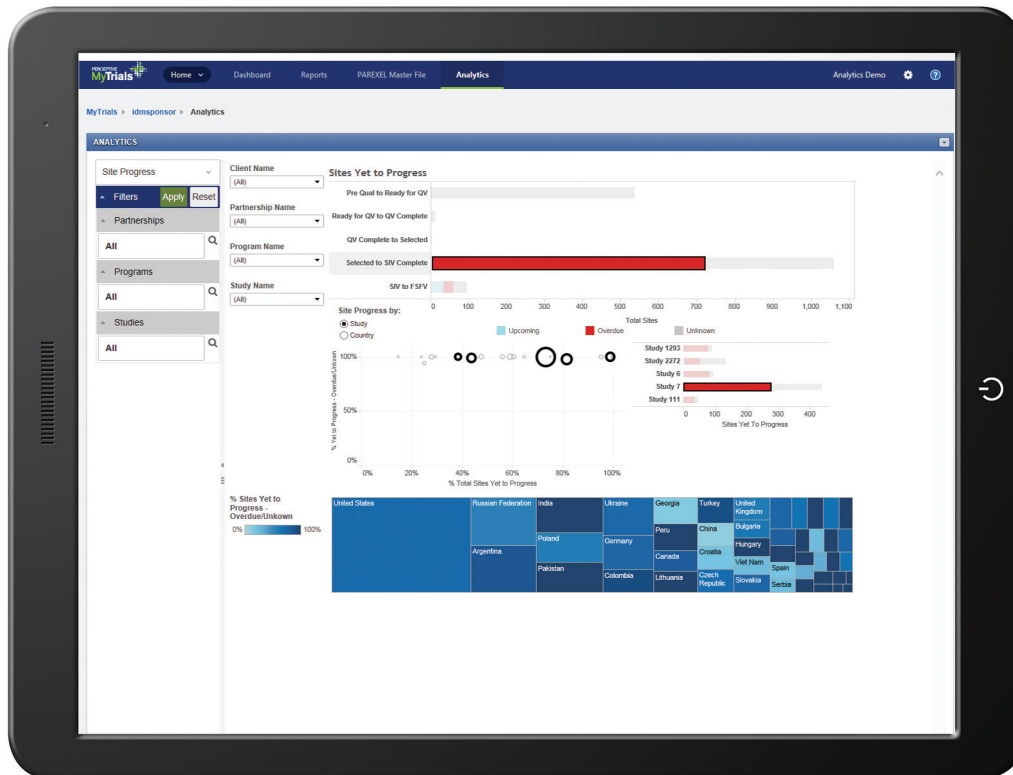 PERCEPTIVE
MyTrials
Home
Dashboard
Reports
PAREXEL Master File
Analytics
Analytics Demo
?
MyTrials
idmsponsor
Analytics
ANALYTICS
Site Progress
Filters
Apply
Reset
Partnerships
All
Programs
All
Studies
All
Client Name
(All)
Partnership Name
(All)
Program Name
(All)
Study Name
(All)
Sites Yet to Progress
Pre Qual to Ready for QV
Ready for QV to QV Complete
QV Complete to Selected
Selected to SIV Complete
SIV to FSFV
0 100 200 300 400 500 600 700 800 900 1,000 1,100
Total Sites
Site Progress by:
Study
Country
Upcoming
Overdue
Unknown
% Yet to Progress - Overdue/Unkown
100%
50%
0%
0% 20% 40% 60% 80% 100%
% Total Sites Yet to Progress
Study 1293
Study 2272
Study 6
Study 7
Study 111
0 100 200 300 400
Sites Yet To Progress
% Sites Yet to
Progress -
Overdue/Unkown
0% 100%
United States
Russian Federation
Argentina
India
Poland
Pakistan
Ukraine
Germany
Colombia
Georgia
Peru
Canada
Lithuania
Turkey
China
Croatia
Czech
Republic
United
Kingdom
Bulgaria
Hungary
Viet Nam
Slovakia
Spain
Serbia